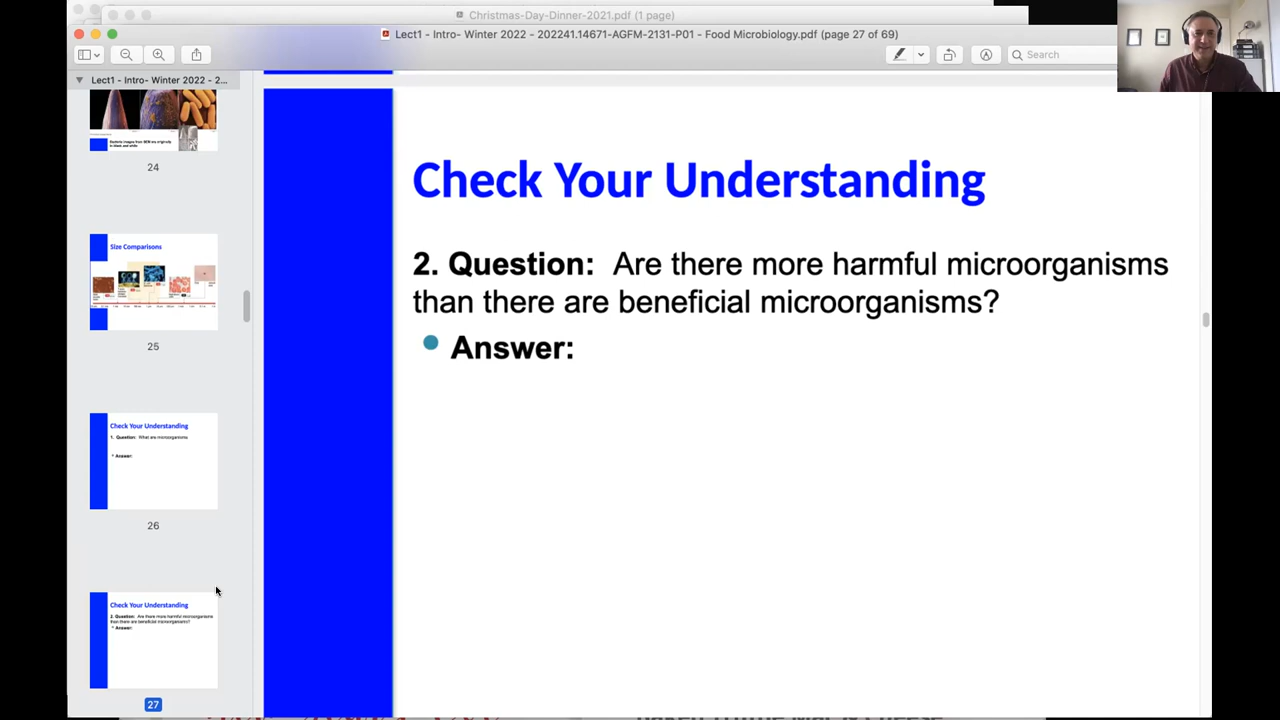 Christmas-Day-Dinner-2021.pdf (1 page)
Lect1 - Intro- Winter 2022 - 202241.14671-AGFM-2131-P01 - Food Microbiology.pdf (page 27 of 69)
Search
Lect1 - Intro- Winter 2022 - 2...
24
Size Comparisons
25
Check Your Understanding
1. Question: What are microorganisms
Answer:
26
Check Your Understanding
2. Question: Are there more harmful microorganisms
than there are beneficial microorganisms?
Answer:
27
Check Your Understanding
2. Question: Are there more harmful microorganisms
than there are beneficial microorganisms?
Answer: